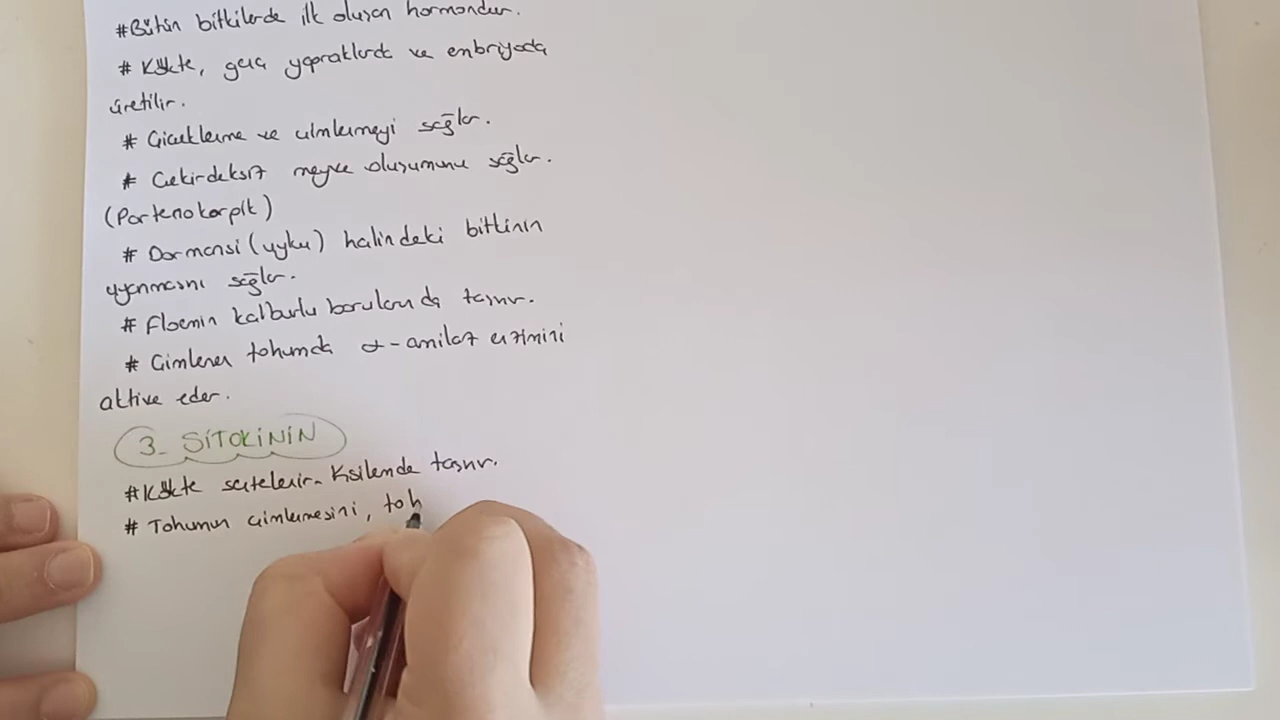 #Bütün bitkilerde ilk oluşan hormondur.
# Kökte, genç yapraklarda ve enbriyoda
üretilir.
# Çiçeklenme ve çimlenmeyi sağlar.
# Çekirdeksiz meyve oluşumunu sağlar.
(Partenokarpik)
# Dormansi (uyku) halindeki bitkinin
uyanmasını sağlar.
# Floemin kalburlu borularında taşınır.
# Çimlenen tohumda α-amilaz enzimini
aktive eder.
3_ SİTOKİNİN
#Kökte sentezlenir. Ksilemde taşınır.
# Tohumun çimlenmesini, toh